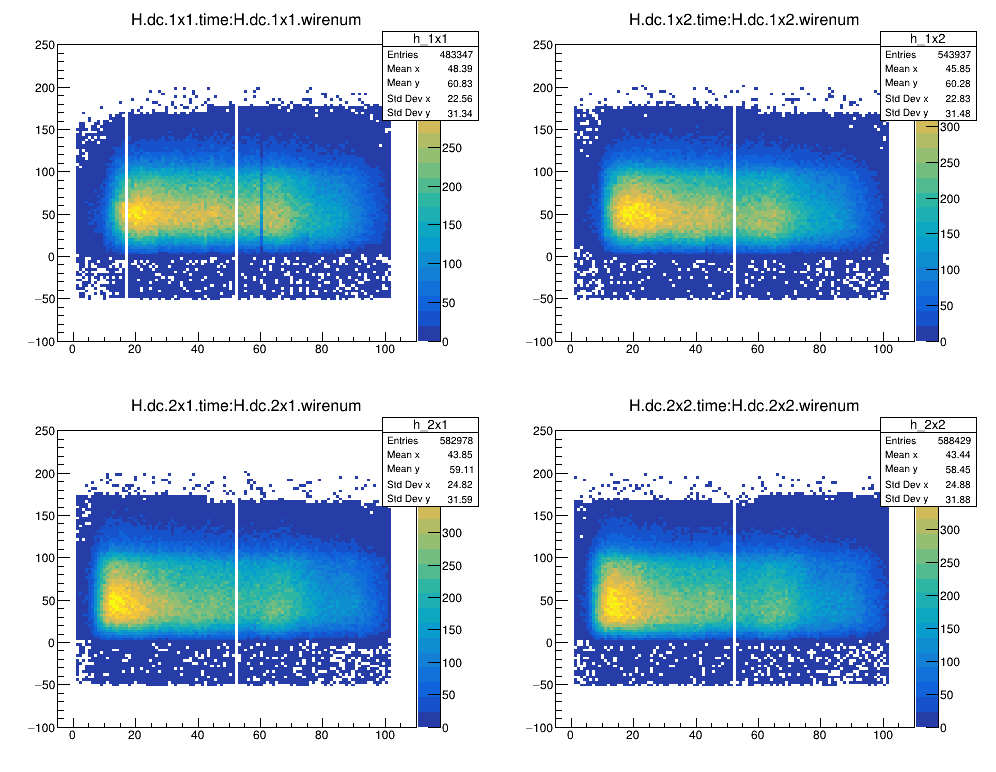 H.dc.1x1.time:H.dc.1x1.wirenum
h_1x1
Entries 483347
Mean x 48.39
Mean y 60.83
Std Dev x 22.56
Std Dev y 31.34
250
200
150
100
50
0
−50
−100
0 20 40 60 80 100
250
200
150
100
50
0
H.dc.1x2.time:H.dc.1x2.wirenum
h_1x2
Entries 543937
Mean x 45.85
Mean y 60.28
Std Dev x 22.83
Std Dev y 31.48
250
200
150
100
50
0
−50
−100
0 20 40 60 80 100
300
250
200
150
100
50
0
H.dc.2x1.time:H.dc.2x1.wirenum
h_2x1
Entries 582978
Mean x 43.85
Mean y 59.11
Std Dev x 24.82
Std Dev y 31.59
250
200
150
100
50
0
−50
−100
0 20 40 60 80 100
300
250
200
150
100
50
0
H.dc.2x2.time:H.dc.2x2.wirenum
h_2x2
Entries 588429
Mean x 43.44
Mean y 58.45
Std Dev x 24.88
Std Dev y 31.88
250
200
150
100
50
0
−50
−100
0 20 40 60 80 100
300
250
200
150
100
50
0